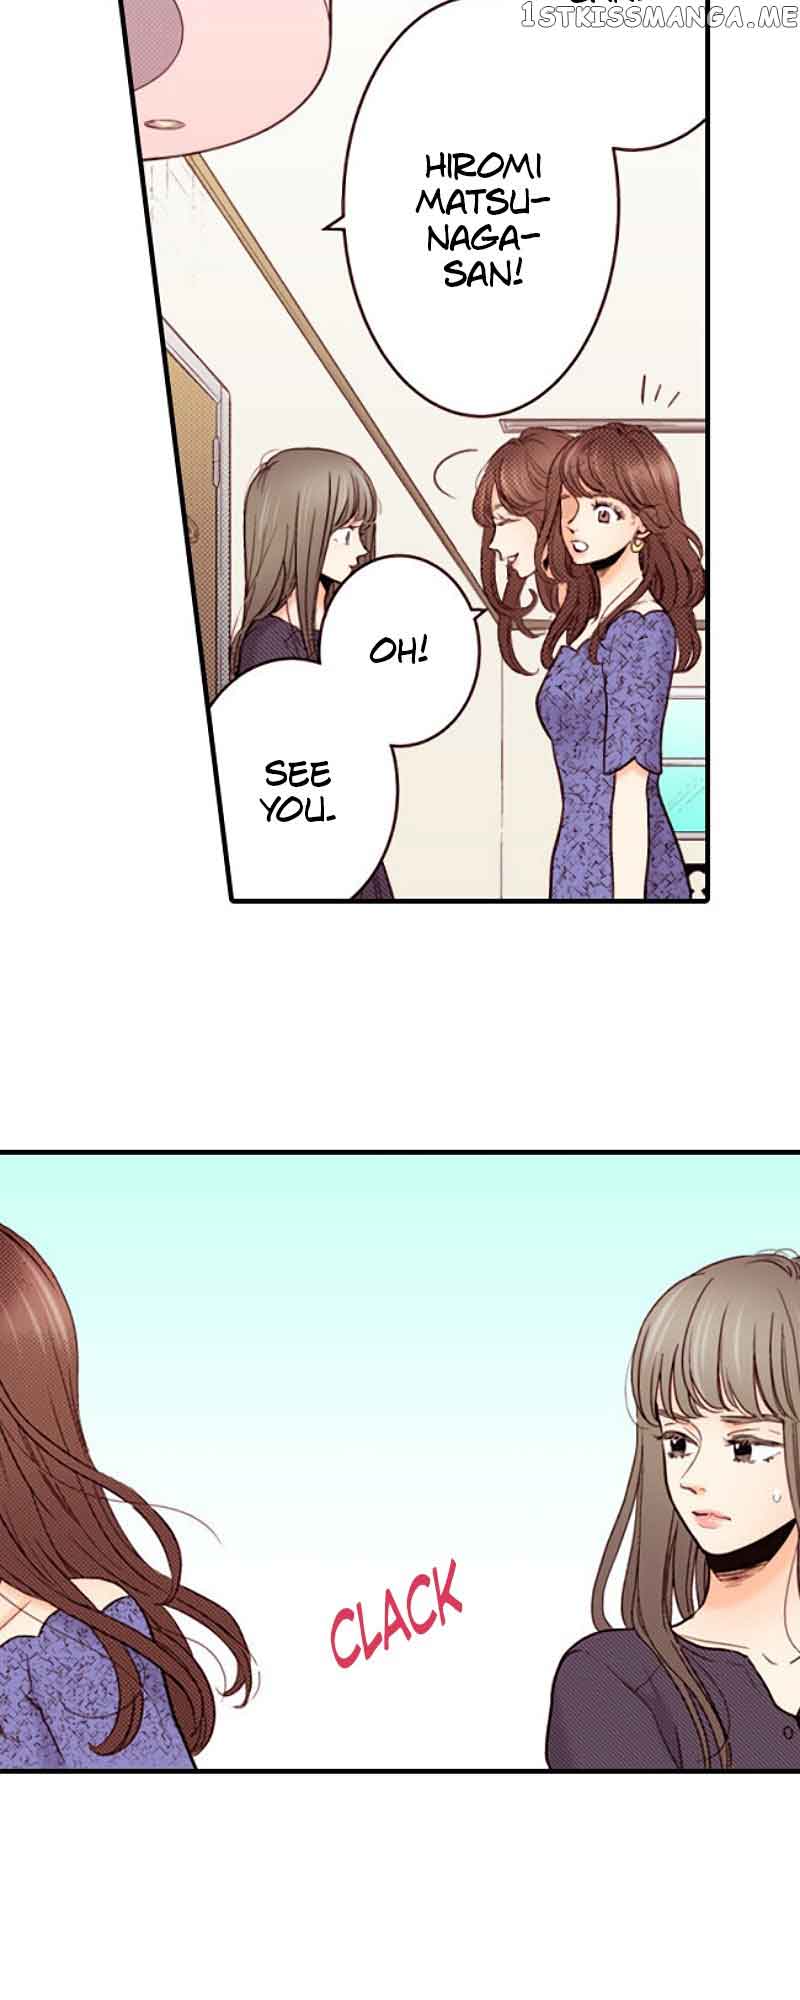 1STKISSMANGA.ME
HIROMI
MATSU-
NAGA-
SAN!
OH!
SEE
YOU.
CLACK